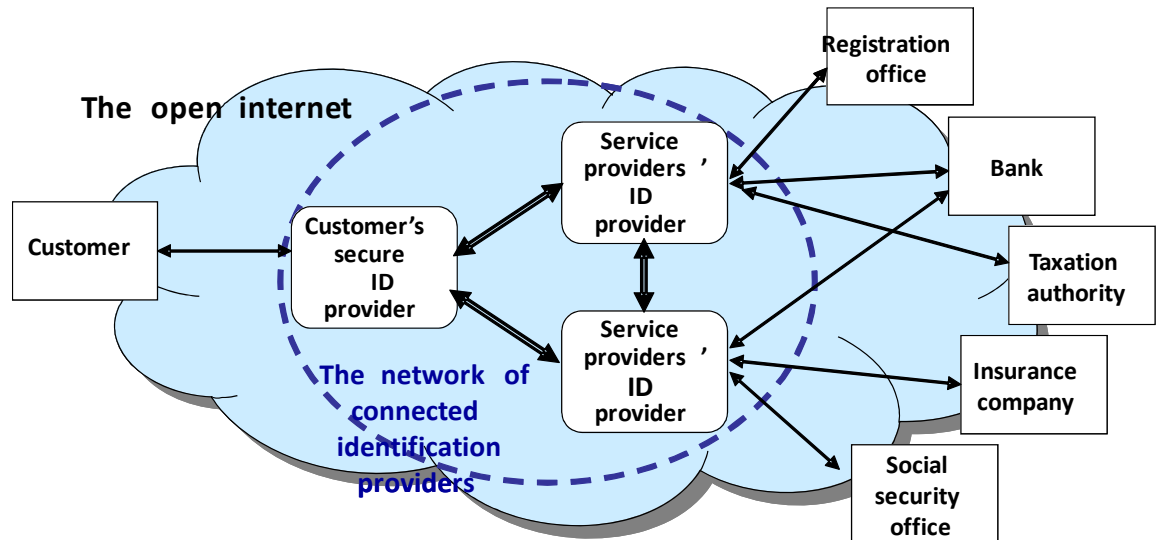 The open internet
Customer
Customer's
secure
ID
provider
Service
providers ’
ID
provider
Service
providers ’
ID
provider
The network of
connected
identification
providers
Registration
office
Bank
Taxation
authority
Insurance
company
Social
security
office